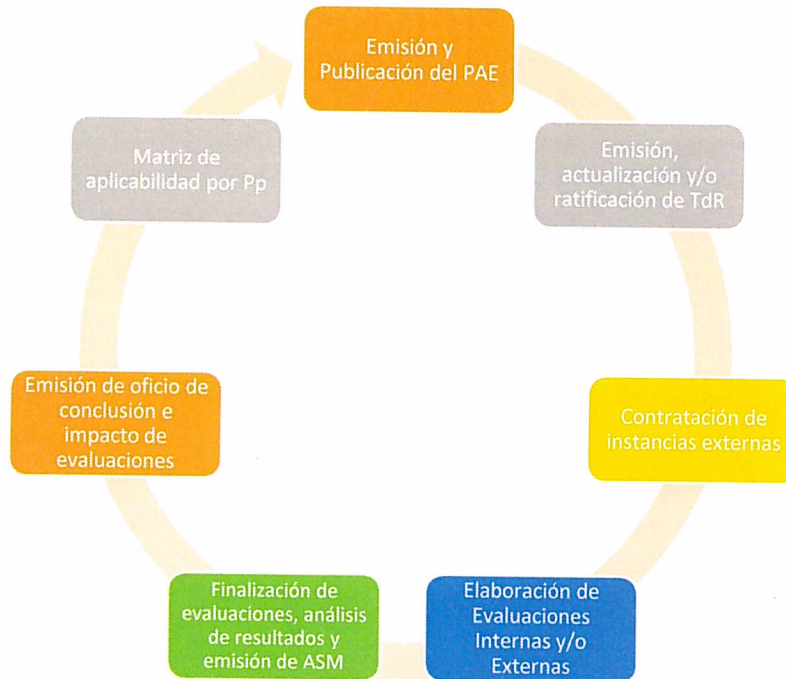 Emisión y
Publicación del PAE
Emisión,
actualización y/o
ratificación de TdR
Contratación de
instancias externas
Elaboración de
Evaluaciones
Internas y/o
Externas
Finalización de
evaluaciones, análisis
de resultados y
emisión de ASM
Emisión de oficio de
conclusión e
impacto de
evaluaciones
Matriz de
aplicabilidad por Pp